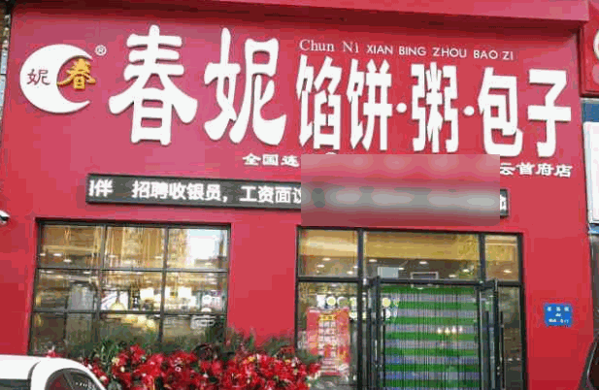 妮春®
春妮
Chun Ni XIAN BING ZHOU BAO ZI
馅饼·粥·包子
全国连
云首府店
伴 招聘收银员,工资面议